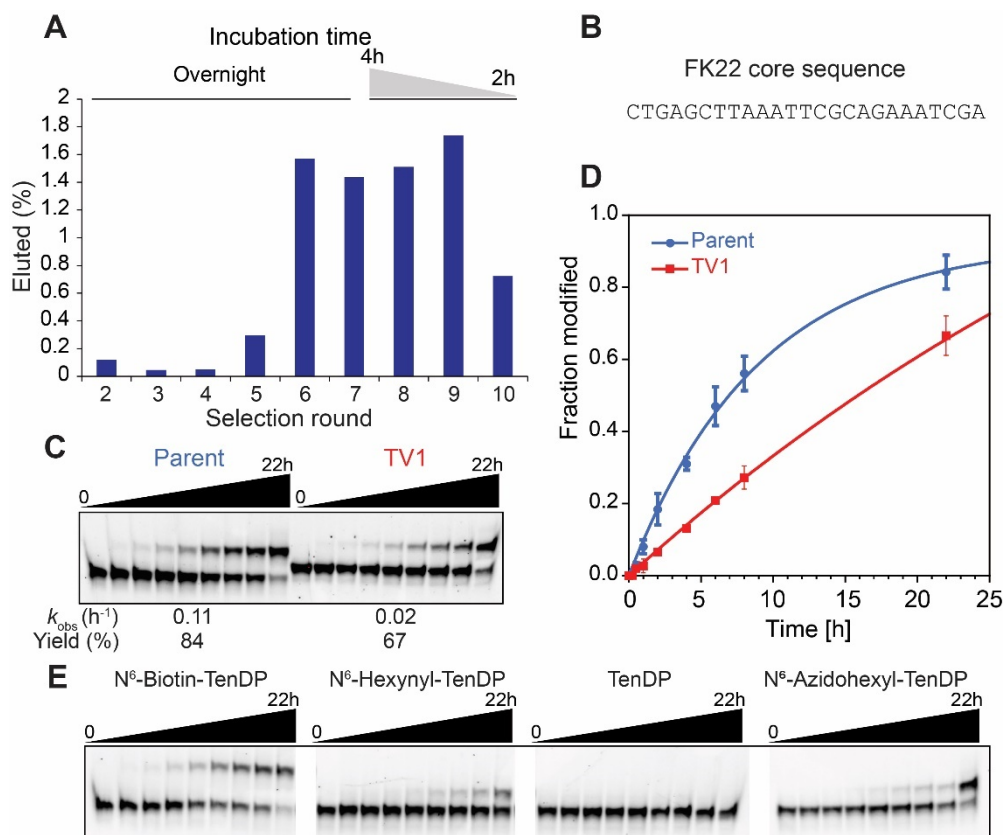 A
Incubation time
Overnight
4h
2h
2
1.8
1.6
1.4
1.2
1
0.8
0.6
0.4
0.2
0
Eluted (%)
2 3 4 5 6 7 8 9 10
Selection round
B
FK22 core sequence
CTGAGCTTAAATTCGCAGAAATCGA
C
Parent
TV1
0
22h
0
22h
kobs (h-1) 0.11 0.02
Yield (%) 84 67
D
1.0
0.8
0.6
0.4
0.2
0.0
Fraction modified
Parent
TV1
0 5 10 15 20 25
Time [h]
E
N⁶-Biotin-TenDP
N⁶-Hexynyl-TenDP
TenDP
N⁶-Azidohexyl-TenDP
0
22h
0
22h
0
22h
0
22h